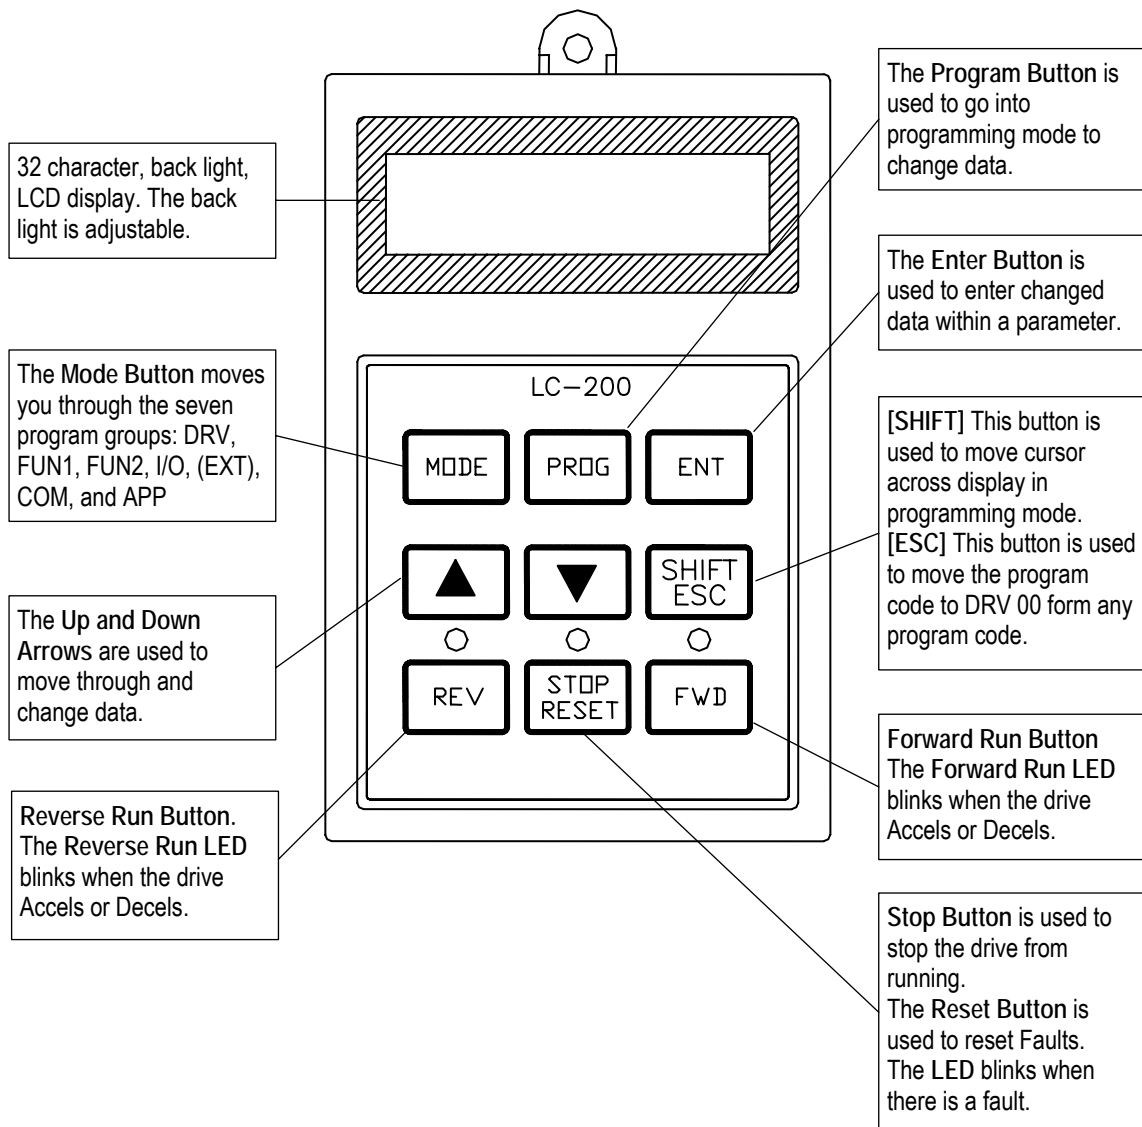 32 character, back light,
LCD display. The back
light is adjustable.
The Mode Button moves
you through the seven
program groups: DRV,
FUN1, FUN2, I/O, (EXT),
COM, and APP
The Up and Down
Arrows are used to
move through and
change data.
Reverse Run Button.
The Reverse Run LED
blinks when the drive
Accels or Decels.
LC-200
MODE
PROG
ENT
SHIFT
ESC
REV
STOP
RESET
FWD
The Program Button is
used to go into
programming mode to
change data.
The Enter Button is
used to enter changed
data within a parameter.
[SHIFT] This button is
used to move cursor
across display in
programming mode.
[ESC] This button is used
to move the program
code to DRV 00 form any
program code.
Forward Run Button
The Forward Run LED
blinks when the drive
Accels or Decels.
Stop Button is used to
stop the drive from
running.
The Reset Button is
used to reset Faults.
The LED blinks when
there is a fault.